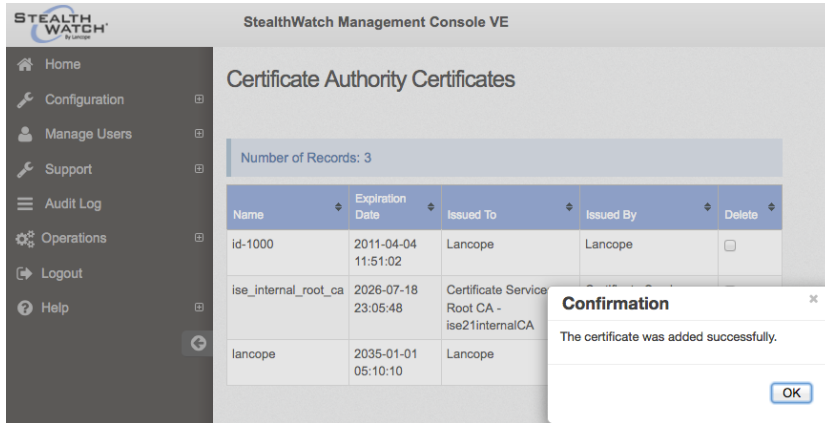 STEALTH
WATCH
By Lancope
StealthWatch Management Console VE
Home
Configuration
Manage Users
Support
Audit Log
Operations
Logout
Help
Certificate Authority Certificates
Number of Records: 3
Name
Expiration
Date
Issued To
Issued By
Delete
id-1000
2011-04-04
11:51:02
Lancope
Lancope
ise_internal_root_ca
2026-07-18
23:05:48
Certificate Service
Root CA -
ise21internalCA
lancope
2035-01-01
05:10:10
Lancope
Confirmation
The certificate was added successfully.
OK